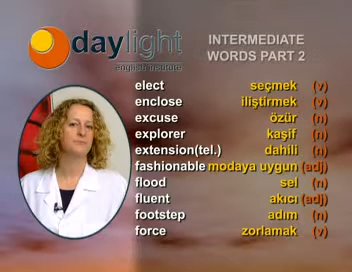 daylight
english institute
INTERMEDIATE
WORDS PART 2
elect seçmek (v)
enclose iliştirmek (v)
excuse özür (n)
explorer kaşif (n)
extension(tel.) dahili (n)
fashionable modaya uygun (adj)
flood sel (n)
fluent akıcı (adj)
footstep adım (n)
force zorlamak (v)